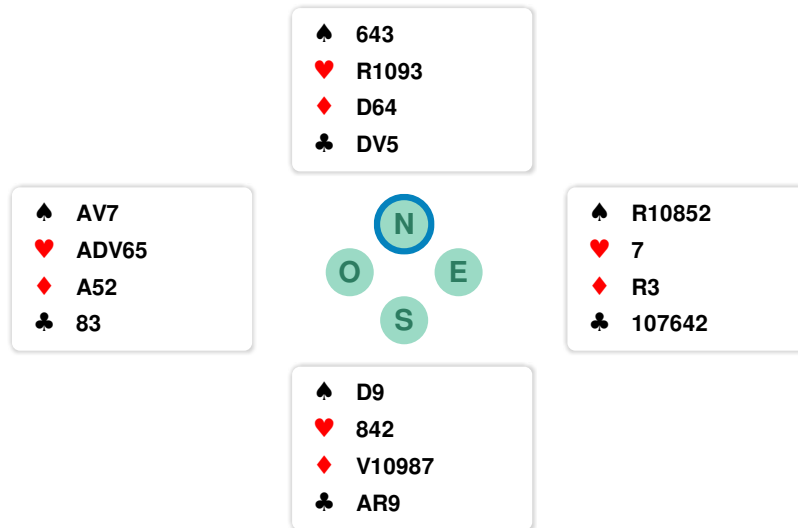 ♠ 643
♥ R1093
♦ D64
♣ DV5
♠ AV7
♥ ADV65
♦ A52
♣ 83
N
O E
S
♠ R10852
♥ 7
♦ R3
♣ 107642
♠ D9
♥ 842
♦ V10987
♣ AR9